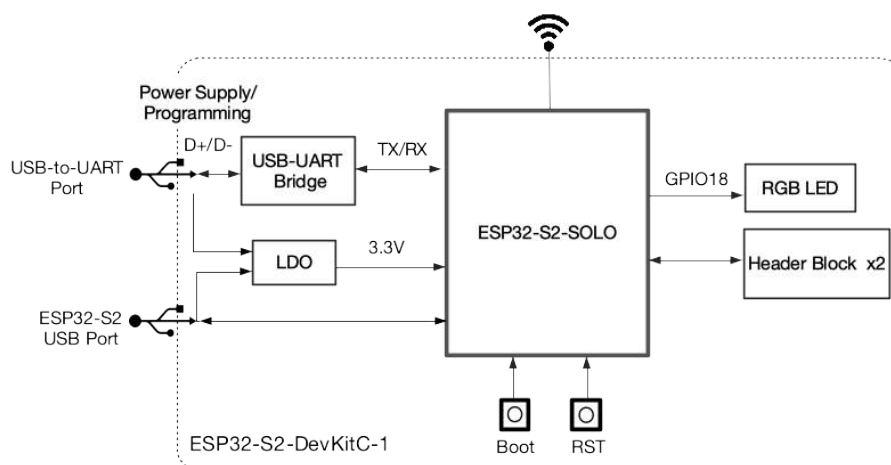 Power Supply/
Programming
D+/D-
USB-to-UART
Port
USB-UART
Bridge
TX/RX
ESP32-S2-SOLO
GPIO18
RGB LED
Header Block x2
LDO
3.3V
ESP32-S2
USB Port
Boot
RST
ESP32-S2-DevKitC-1